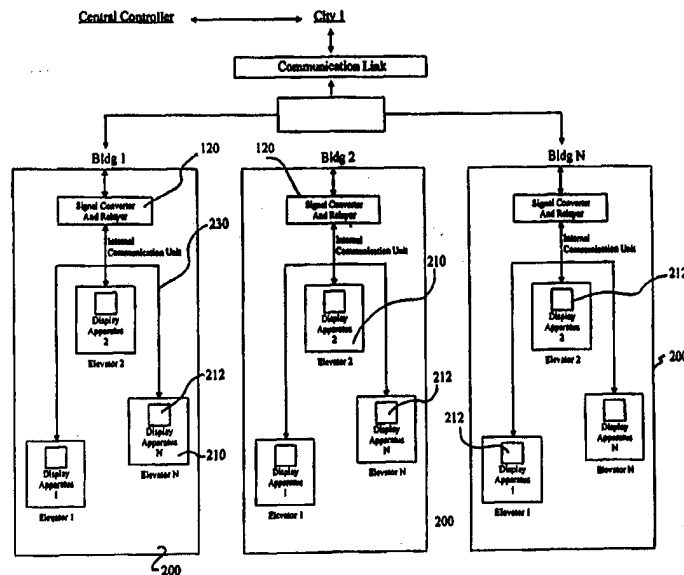 Central Controller
City 1
Communication Link
Bldg 1
Bldg 2
Bldg N
120
120
Signal Converter
And Relayer
Signal Converter
And Relayer
Signal Converter
And Relayer
Internal
Communication Unit
230
Internal
Communication Unit
Internal
Communication Unit
210
212
Display
Apparatus
2
Elevator 2
Display
Apparatus
2
Elevator 2
Display
Apparatus
2
Elevator 2
200
212
212
212
Display
Apparatus
N
Elevator N
210
Display
Apparatus
N
Elevator N
Display
Apparatus
N
Elevator N
Display
Apparatus
1
Elevator 1
Display
Apparatus
1
Elevator 1
Display
Apparatus
1
Elevator 1
200
200